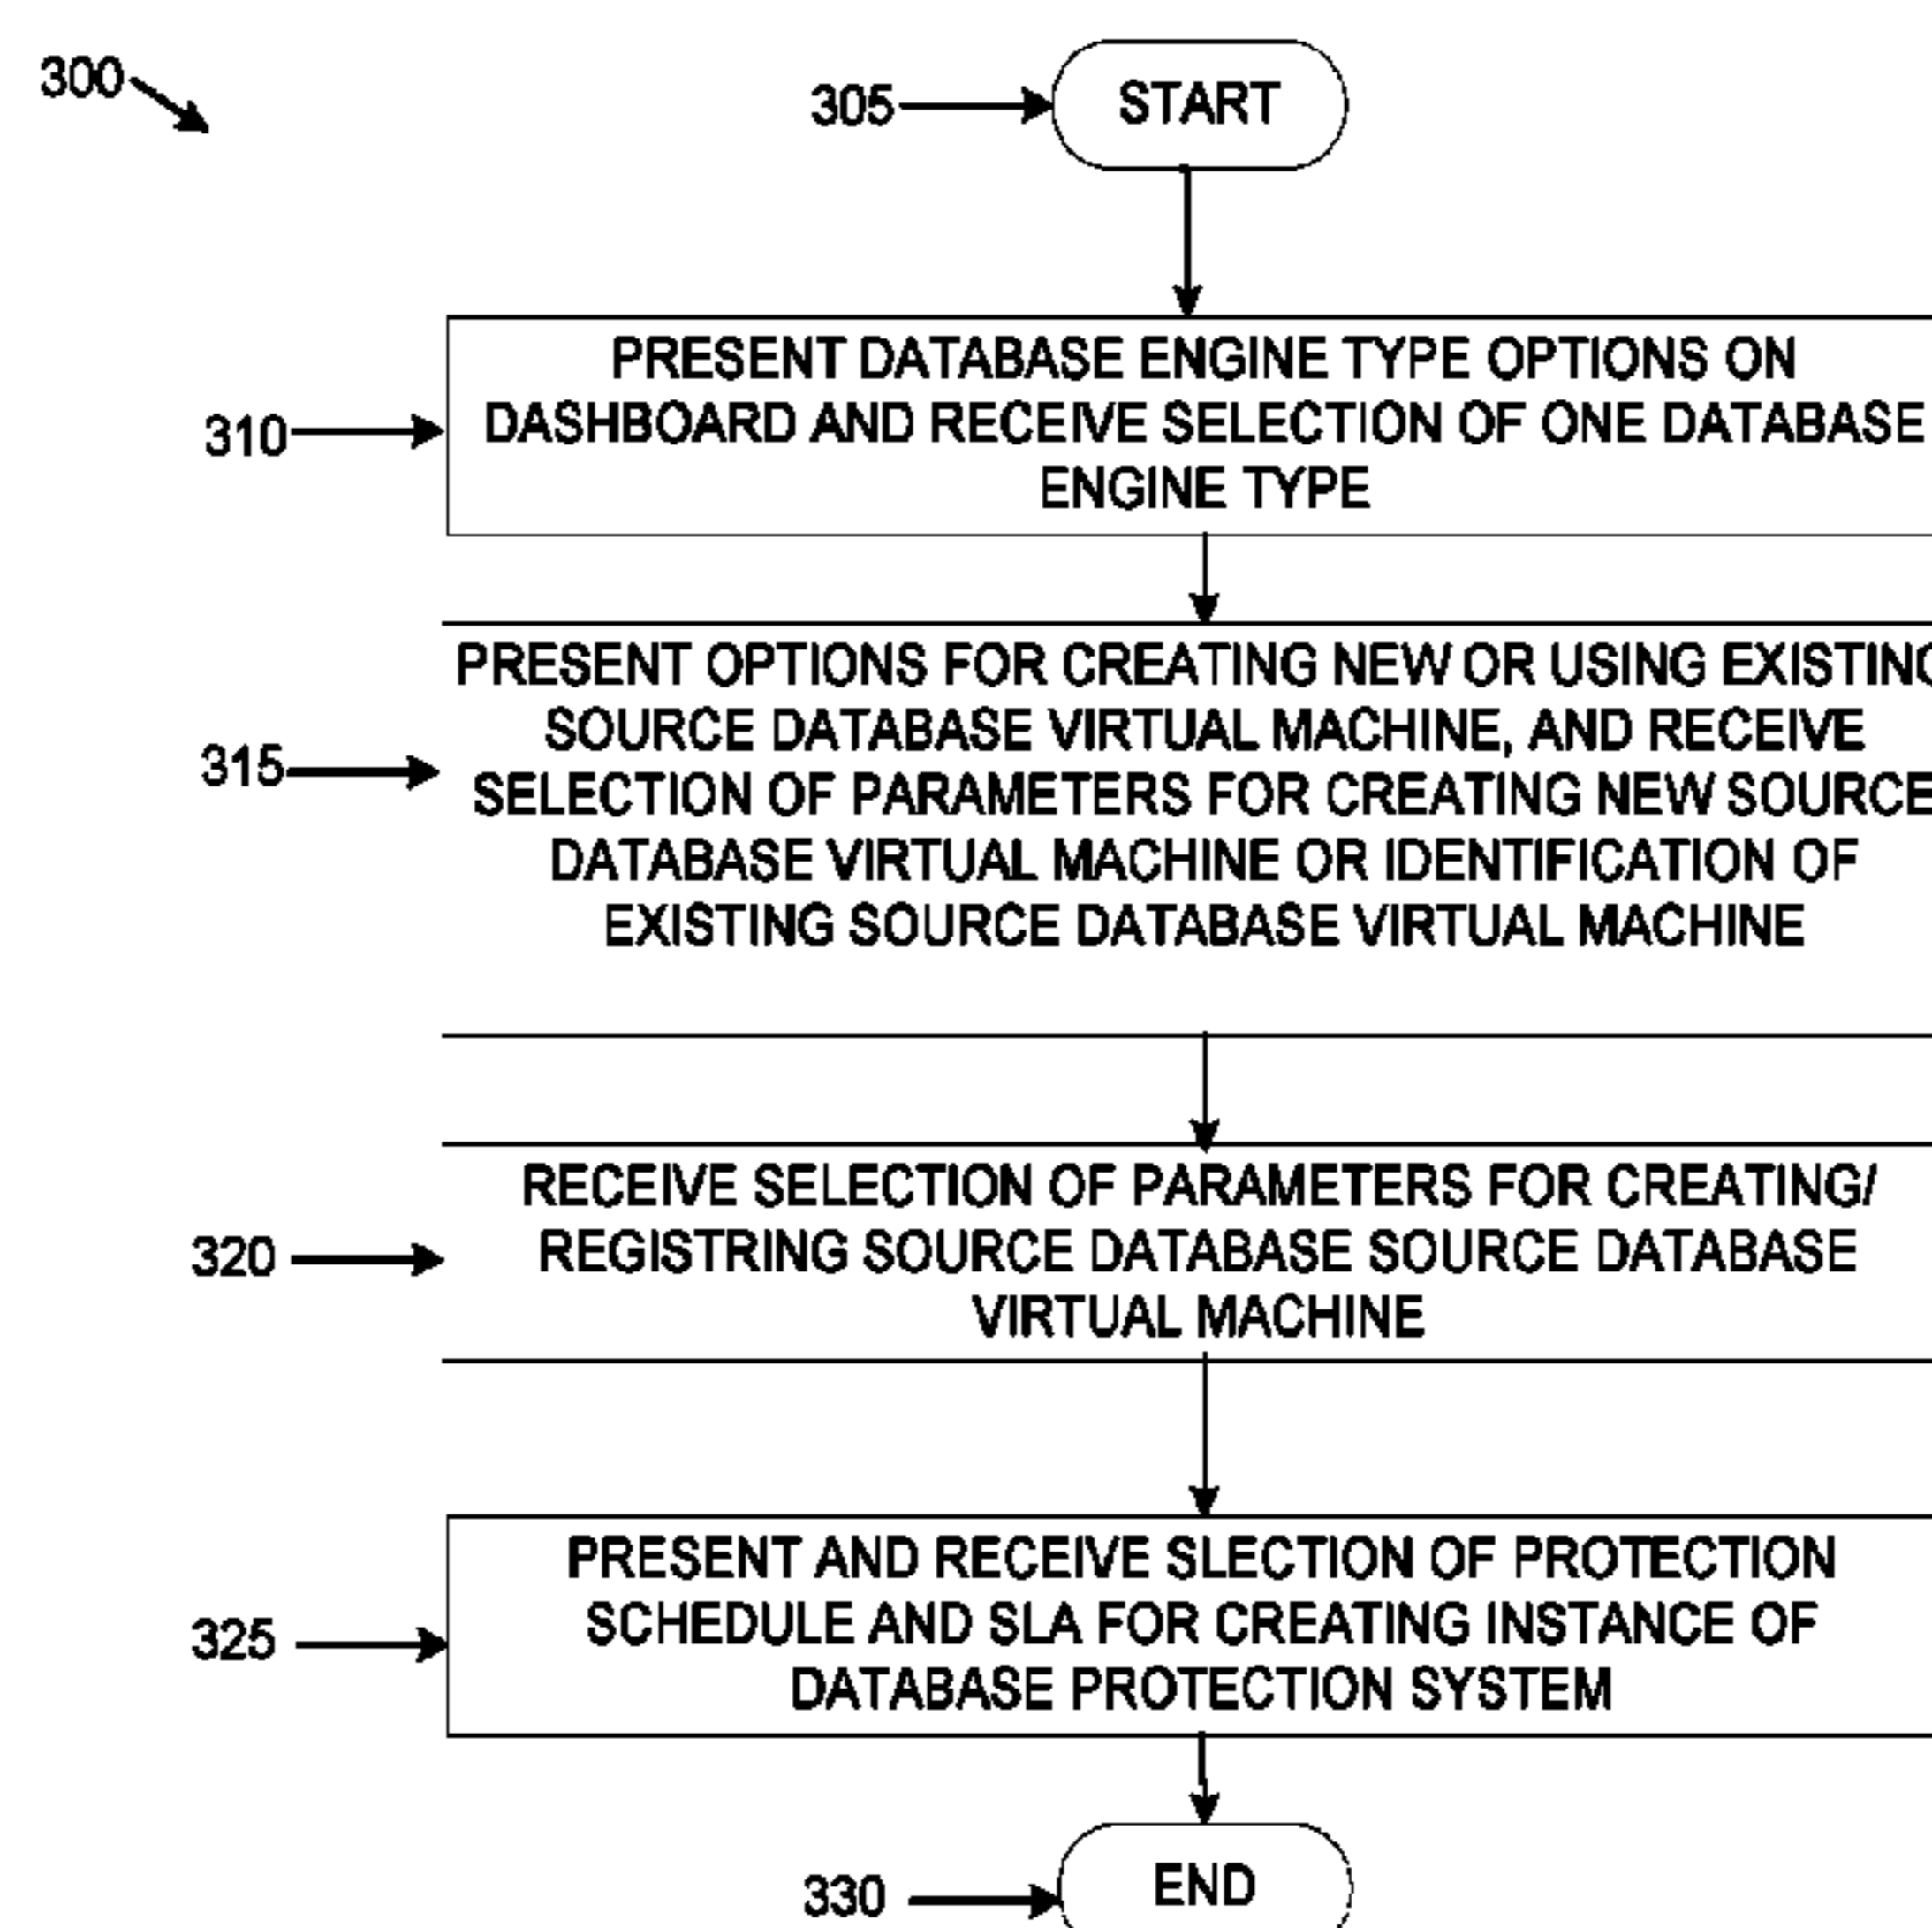 300
305
START
PRESENT DATABASE ENGINE TYPE OPTIONS ON
DASHBOARD AND RECEIVE SELECTION OF ONE DATABASE
ENGINE TYPE
310
PRESENT OPTIONS FOR CREATING NEW OR USING EXISTING
SOURCE DATABASE VIRTUAL MACHINE, AND RECEIVE
SELECTION OF PARAMETERS FOR CREATING NEW SOURCE
DATABASE VIRTUAL MACHINE OR IDENTIFICATION OF
EXISTING SOURCE DATABASE VIRTUAL MACHINE
315
RECEIVE SELECTION OF PARAMETERS FOR CREATING/
REGISTRING SOURCE DATABASE SOURCE DATABASE
VIRTUAL MACHINE
320
PRESENT AND RECEIVE SLECTION OF PROTECTION
SCHEDULE AND SLA FOR CREATING INSTANCE OF
DATABASE PROTECTION SYSTEM
325
330
END